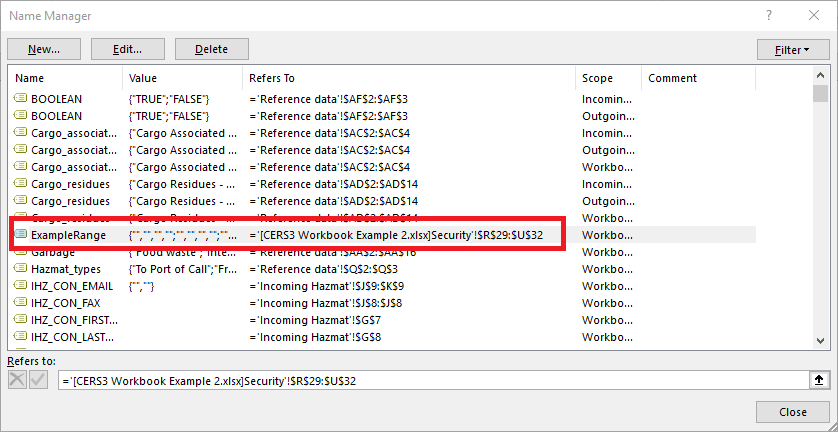 Name Manager
? ×
New... Edit... Delete Filter
Name Value Refers To Scope Comment
BOOLEAN {"TRUE";"FALSE"} ='Reference data'!$AF$2:$AF$3 Incomin...
BOOLEAN {"TRUE";"FALSE"} ='Reference data'!$AF$2:$AF$3 Outgoin...
Cargo_associat... {"Cargo Associated ... ='Reference data'!$AC$2:$AC$4 Incomin...
Cargo_associat... {"Cargo Associated ... ='Reference data'!$AC$2:$AC$4 Outgoin...
Cargo_associat... {"Cargo Associated ... ='Reference data'!$AC$2:$AC$4 Workbo...
Cargo_residues {"Cargo Residues - ... ='Reference data'!$AD$2:$AD$14 Incomin...
Cargo_residues {"Cargo Residues - ... ='Reference data'!$AD$2:$AD$14 Outgoin...
Cargo_residues {"Cargo Residues - ... ='Reference data'!$AD$2:$AD$14 Workbo...
ExampleRange {"","","","";"","","","";""... ='[CERS3 Workbook Example 2.xlsx]Security'!$R$29:$U$32 Workbo...
Garbage {"Food waste";"Inte... ='Reference data'!$AA$2:$AA$16 Workbo...
Hazmat_types {"To Port of Call";"Fr... ='Reference data'!$Q$2:$Q$3 Workbo...
IHZ_CON_EMAIL {"",""} ='Incoming Hazmat'!$J$9:$K$9 Workbo...
IHZ_CON_FAX ='Incoming Hazmat'!$J$8:$J$8 Workbo...
IHZ_CON_FIRST... ='Incoming Hazmat'!$G$7 Workbo...
IHZ_CON_LAST... ='Incoming Hazmat'!$G$8 Workbo...
Refers to:
='[CERS3 Workbook Example 2.xlsx]Security'!$R$29:$U$32
Close